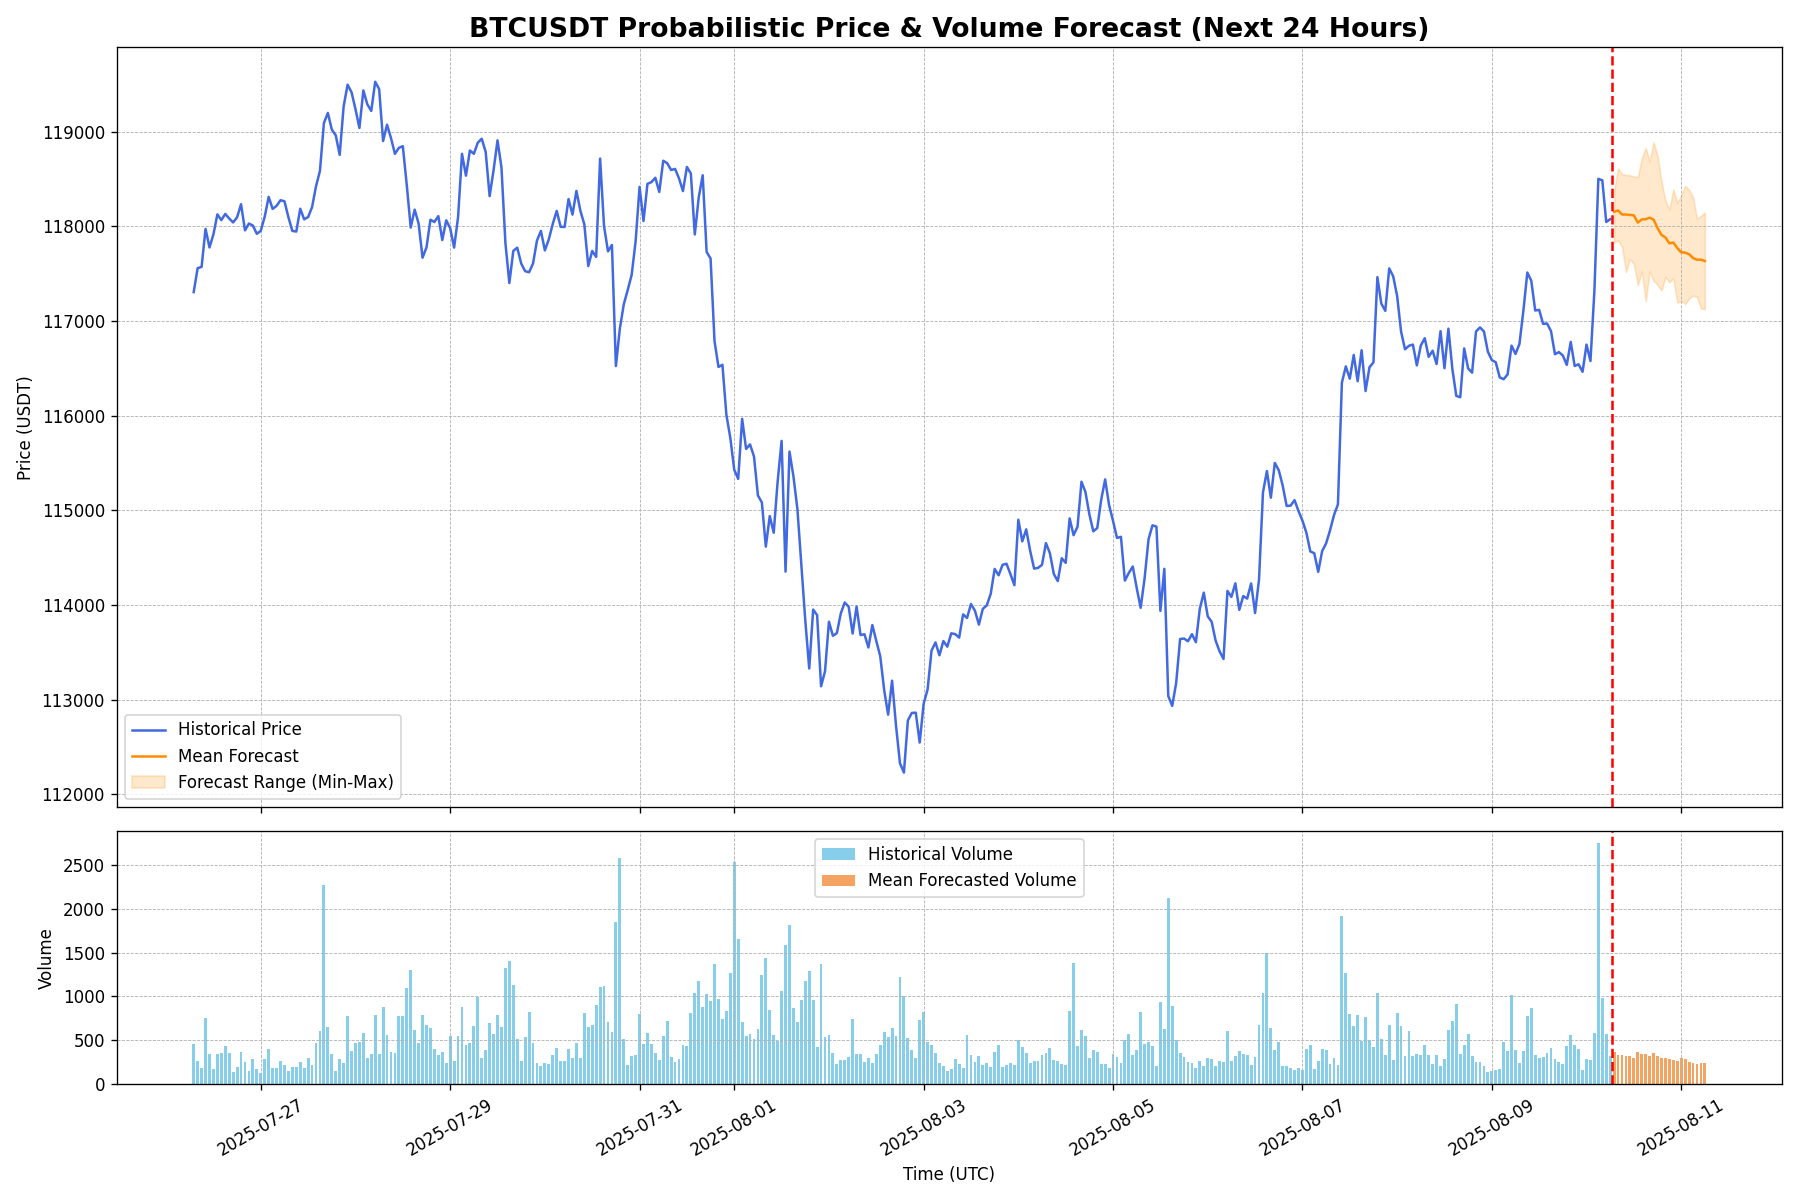 BTCUSDT Probabilistic Price & Volume Forecast (Next 24 Hours)
119000
118000
117000
116000
115000
114000
113000
112000
Price (USDT)
Historical Price
Mean Forecast
Forecast Range (Min-Max)
2500
2000
1500
1000
500
0
Volume
Historical Volume
Mean Forecasted Volume
2025-07-27
2025-07-29
2025-07-31
2025-08-01
2025-08-03
2025-08-05
2025-08-07
2025-08-09
2025-08-11
Time (UTC)